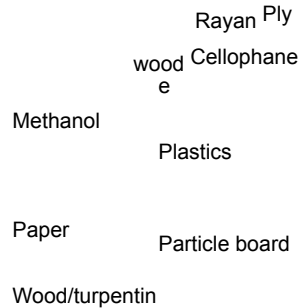 Rayan Ply
wood Cellophane
e
Methanol
Plastics
Paper
Particle board
Wood/turpentin